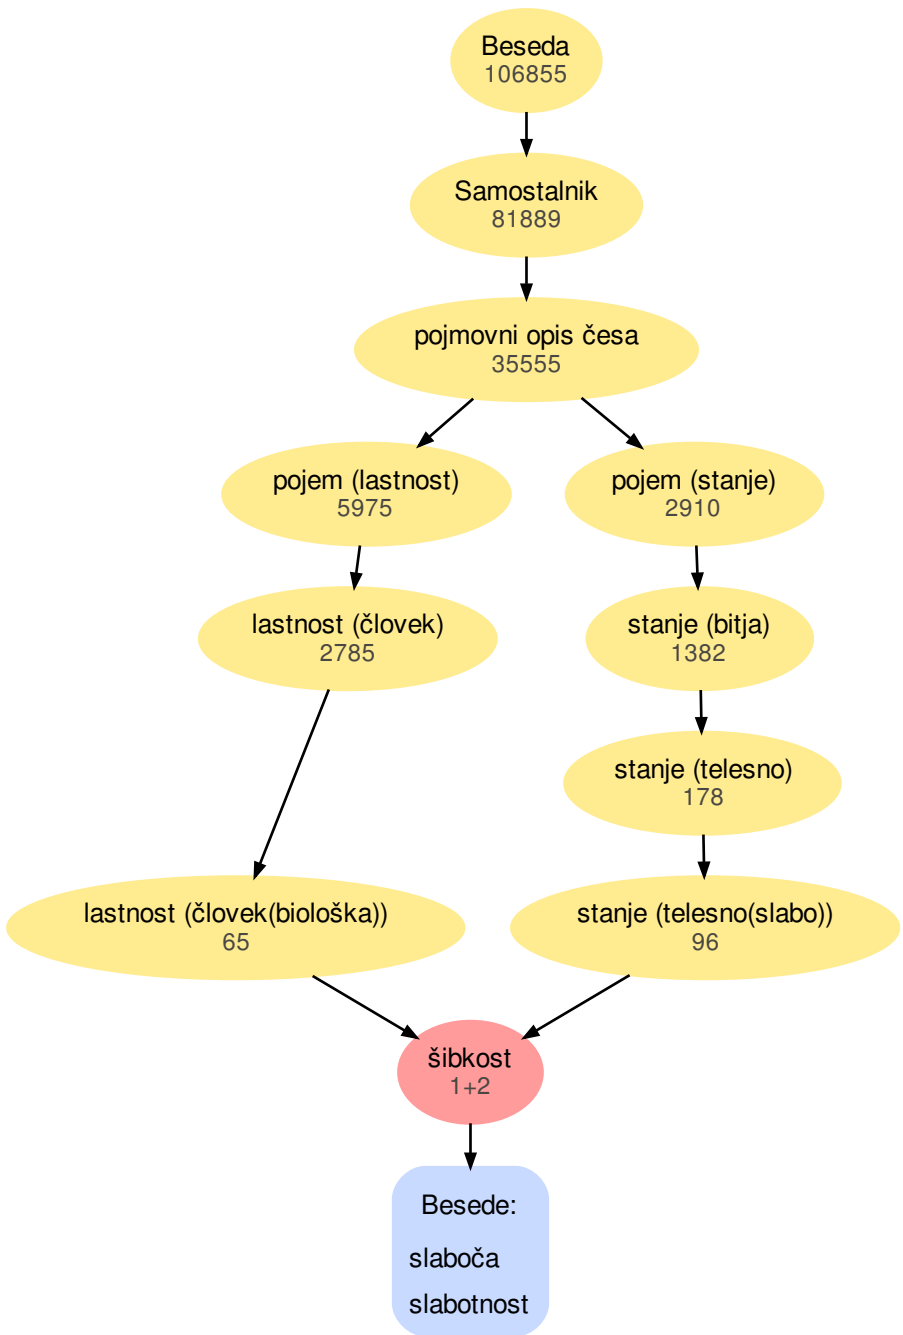 Beseda
106855
Samostalnik
81889
pojmovni opis česa
35555
pojem (lastnost)
5975
pojem (stanje)
2910
lastnost (človek)
2785
stanje (bitja)
1382
stanje (telesno)
178
lastnost (človek(biološka))
65
stanje (telesno(slabo))
96
šibkost
1+2
Besede:
slaboča
slabotnost